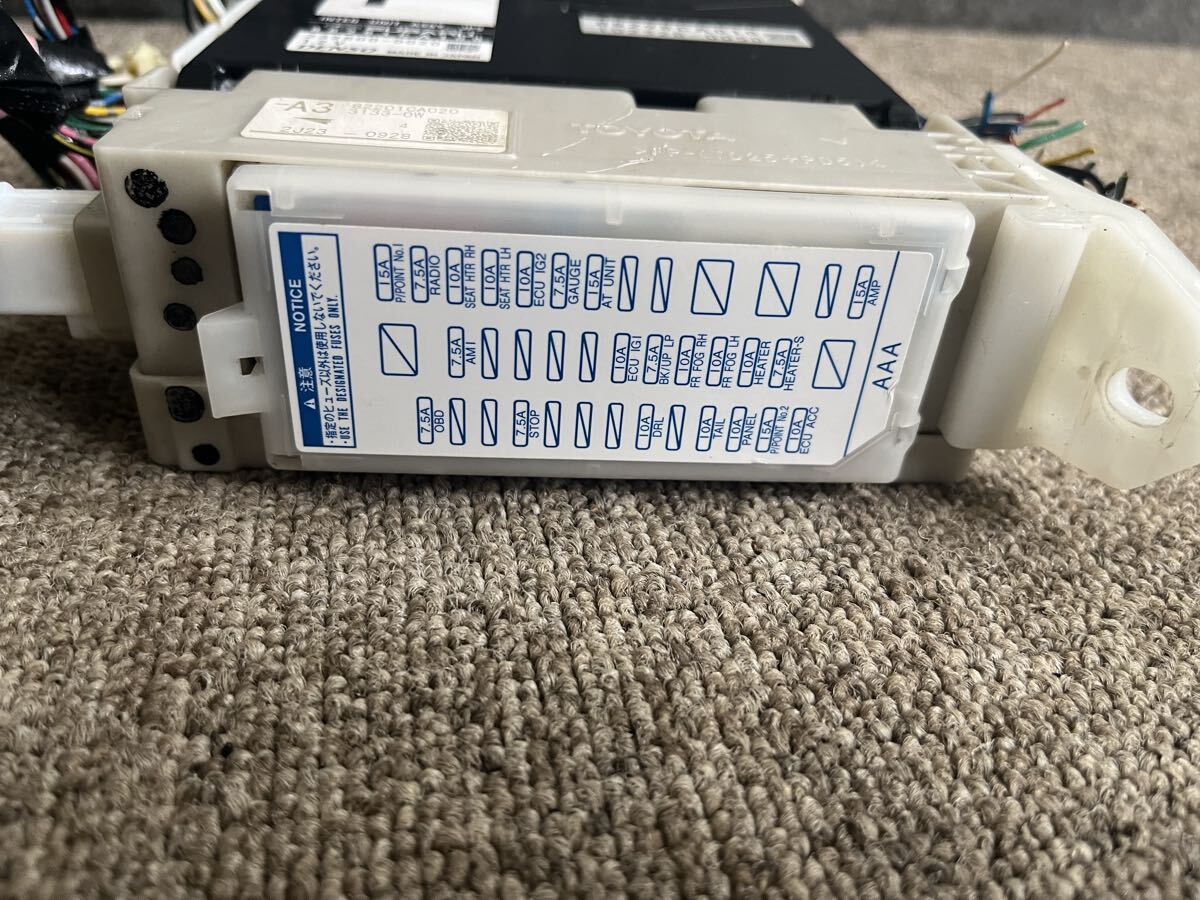 -A3
82201CA020
3133-0W
2J23 0928
TOYOTA
NOTICE
注意
・指定のヒューズ以外は使用しないでください。
・USE THE DESIGNATED FUSES ONLY.
15A P/POINT No.1
7.5A RADIO
10A SEAT HTR RH
10A SEAT HTR LH
10A ECU IG2
7.5A GAUGE
15A AT UNIT
15A AMP
7.5A AM1
10A ECU IG1
7.5A BK/UP LP
10A FR FOG RH
10A FR FOG LH
10A HEATER
7.5A HEATER-S
7.5A OBD
7.5A STOP
10A DRL
10A TAIL
10A PANEL
15A P/POINT No.2
10A ECU ACC
AAA